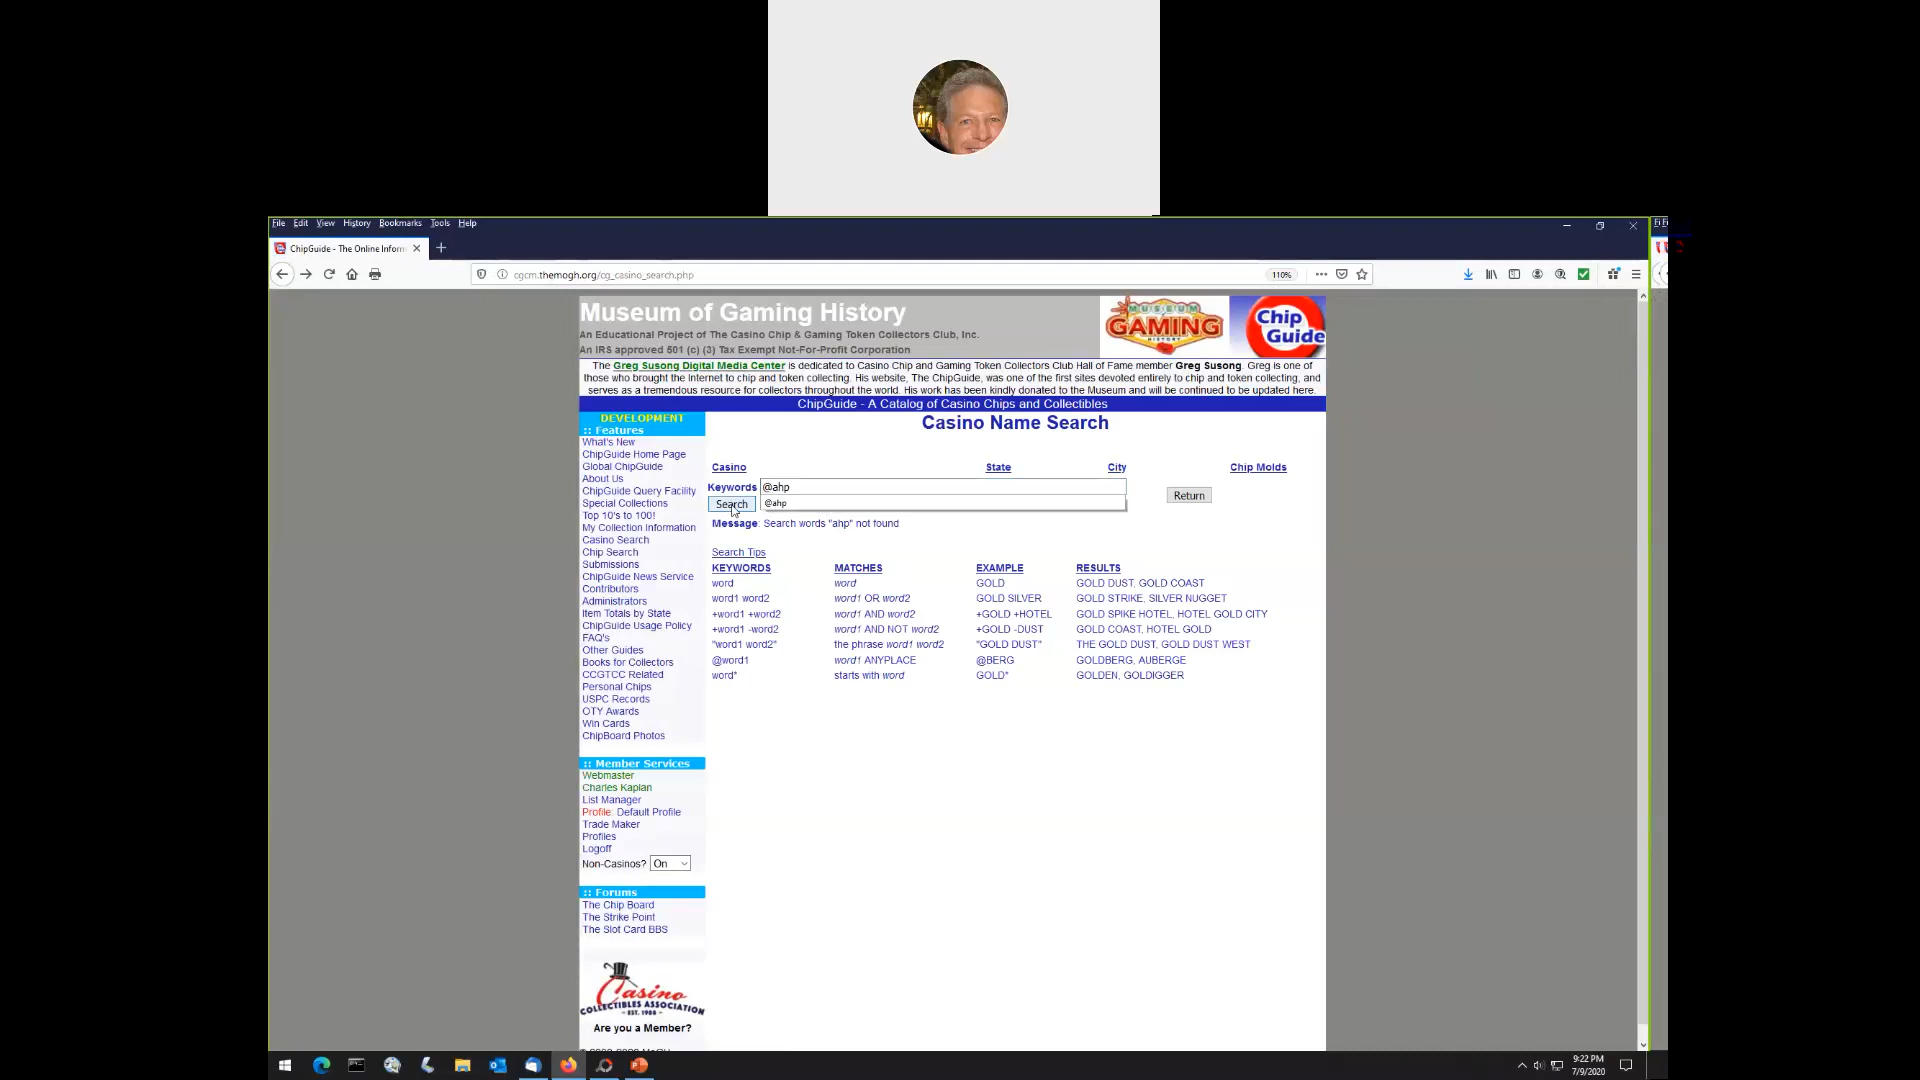 File Edit View History Bookmarks Tools Help
ChipGuide - The Online Inform
cgcm.themogh.org/cg_casino_search.php 110%
Museum of Gaming History
An Educational Project of The Casino Chip & Gaming Token Collectors Club, Inc.
An IRS approved 501 (c) (3) Tax Exempt Not-For-Profit Corporation
MUSEUM
GAMING
HISTORY
Chip
Guide
The Greg Susong Digital Media Center is dedicated to Casino Chip and Gaming Token Collectors Club Hall of Fame member Greg Susong. Greg is one of
those who brought the Internet to chip and token collecting. His website, The ChipGuide, was one of the first sites devoted entirely to chip and token collecting, and
serves as a tremendous resource for collectors throughout the world. His work has been kindly donated to the Museum and will be continued to be updated here.
ChipGuide - A Catalog of Casino Chips and Collectibles
DEVELOPMENT
:: Features
What's New
ChipGuide Home Page
Global ChipGuide
About Us
ChipGuide Query Facility
Special Collections
Top 10's to 100!
My Collection Information
Casino Search
Chip Search
Submissions
ChipGuide News Service
Contributors
Administrators
Item Totals by State
ChipGuide Usage Policy
FAQ's
Other Guides
Books for Collectors
CCGTCC Related
Personal Chips
USPC Records
OTY Awards
Win Cards
ChipBoard Photos
:: Member Services
Webmaster
Charles Kaplan
List Manager
Profile: Default Profile
Trade Maker
Profiles
Logoff
Non-Casinos? On
:: Forums
The Chip Board
The Strike Point
The Slot Card BBS
Casino
COLLECTIBLES ASSOCIATION
- EST. 1988 -
Are you a Member?
Casino Name Search
Casino State City Chip Molds
Keywords @ahp
Search @ahp
Return
Message: Search words "ahp" not found
Search Tips
KEYWORDS MATCHES EXAMPLE RESULTS
word word GOLD GOLD DUST, GOLD COAST
word1 word2 word1 OR word2 GOLD SILVER GOLD STRIKE, SILVER NUGGET
+word1 +word2 word1 AND word2 +GOLD +HOTEL GOLD SPIKE HOTEL, HOTEL GOLD CITY
+word1 -word2 word1 AND NOT word2 +GOLD -DUST GOLD COAST, HOTEL GOLD
"word1 word2" the phrase word1 word2 "GOLD DUST" THE GOLD DUST, GOLD DUST WEST
@word1 word1 ANYPLACE @BERG GOLDBERG, AUBERGE
word* starts with word GOLD* GOLDEN, GOLDIGGER
9:22 PM
7/9/2020